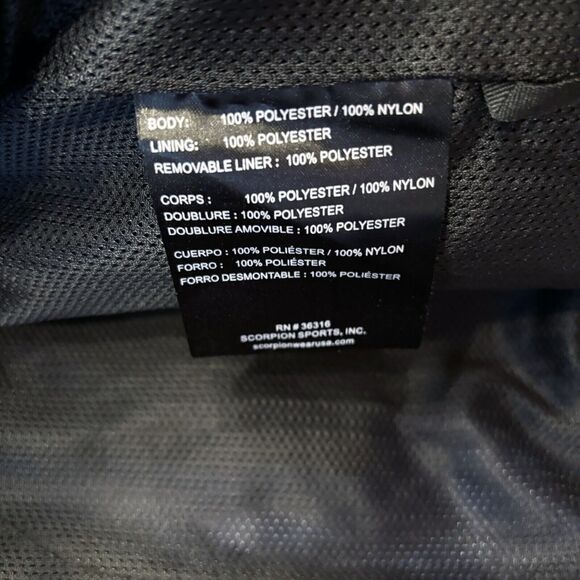 BODY: 100% POLYESTER / 100% NYLON
LINING: 100% POLYESTER
REMOVABLE LINER : 100% POLYESTER
CORPS : 100% POLYESTER / 100% NYLON
DOUBLURE : 100% POLYESTER
DOUBLURE AMOVIBLE : 100% POLYESTER
CUERPO : 100% POLIÉSTER / 100% NYLON
FORRO : 100% POLIÉSTER
FORRO DESMONTABLE : 100% POLIÉSTER
RN # 36316
SCORPION SPORTS, INC.
scorpionwearusa.com